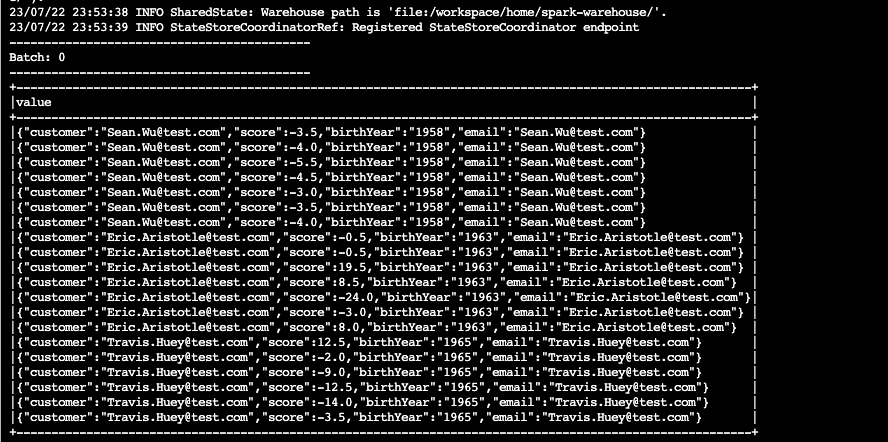 23/07/22 23:53:38 INFO SharedState: Warehouse path is 'file:/workspace/home/spark-warehouse/'.
23/07/22 23:53:39 INFO StateStoreCoordinatorRef: Registered StateStoreCoordinator endpoint
-------------------------------------------
Batch: 0
-------------------------------------------
+---------------------------------------------------------------------------------------------------------+
|value                                                                                                    |
+---------------------------------------------------------------------------------------------------------+
|{"customer":"Sean.Wu@test.com","score":-3.5,"birthYear":"1958","email":"Sean.Wu@test.com"}               |
|{"customer":"Sean.Wu@test.com","score":-4.0,"birthYear":"1958","email":"Sean.Wu@test.com"}               |
|{"customer":"Sean.Wu@test.com","score":-5.5,"birthYear":"1958","email":"Sean.Wu@test.com"}               |
|{"customer":"Sean.Wu@test.com","score":-4.5,"birthYear":"1958","email":"Sean.Wu@test.com"}               |
|{"customer":"Sean.Wu@test.com","score":-3.0,"birthYear":"1958","email":"Sean.Wu@test.com"}               |
|{"customer":"Sean.Wu@test.com","score":-3.5,"birthYear":"1958","email":"Sean.Wu@test.com"}               |
|{"customer":"Sean.Wu@test.com","score":-4.0,"birthYear":"1958","email":"Sean.Wu@test.com"}               |
|{"customer":"Eric.Aristotle@test.com","score":-0.5,"birthYear":"1963","email":"Eric.Aristotle@test.com"} |
|{"customer":"Eric.Aristotle@test.com","score":-0.5,"birthYear":"1963","email":"Eric.Aristotle@test.com"} |
|{"customer":"Eric.Aristotle@test.com","score":19.5,"birthYear":"1963","email":"Eric.Aristotle@test.com"} |
|{"customer":"Eric.Aristotle@test.com","score":8.5,"birthYear":"1963","email":"Eric.Aristotle@test.com"}  |
|{"customer":"Eric.Aristotle@test.com","score":-24.0,"birthYear":"1963","email":"Eric.Aristotle@test.com"}|
|{"customer":"Eric.Aristotle@test.com","score":-3.0,"birthYear":"1963","email":"Eric.Aristotle@test.com"} |
|{"customer":"Eric.Aristotle@test.com","score":8.0,"birthYear":"1963","email":"Eric.Aristotle@test.com"}  |
|{"customer":"Travis.Huey@test.com","score":12.5,"birthYear":"1965","email":"Travis.Huey@test.com"}       |
|{"customer":"Travis.Huey@test.com","score":-2.0,"birthYear":"1965","email":"Travis.Huey@test.com"}       |
|{"customer":"Travis.Huey@test.com","score":-9.0,"birthYear":"1965","email":"Travis.Huey@test.com"}       |
|{"customer":"Travis.Huey@test.com","score":-12.5,"birthYear":"1965","email":"Travis.Huey@test.com"}      |
|{"customer":"Travis.Huey@test.com","score":-14.0,"birthYear":"1965","email":"Travis.Huey@test.com"}      |
|{"customer":"Travis.Huey@test.com","score":-3.5,"birthYear":"1965","email":"Travis.Huey@test.com"}       |
+---------------------------------------------------------------------------------------------------------+